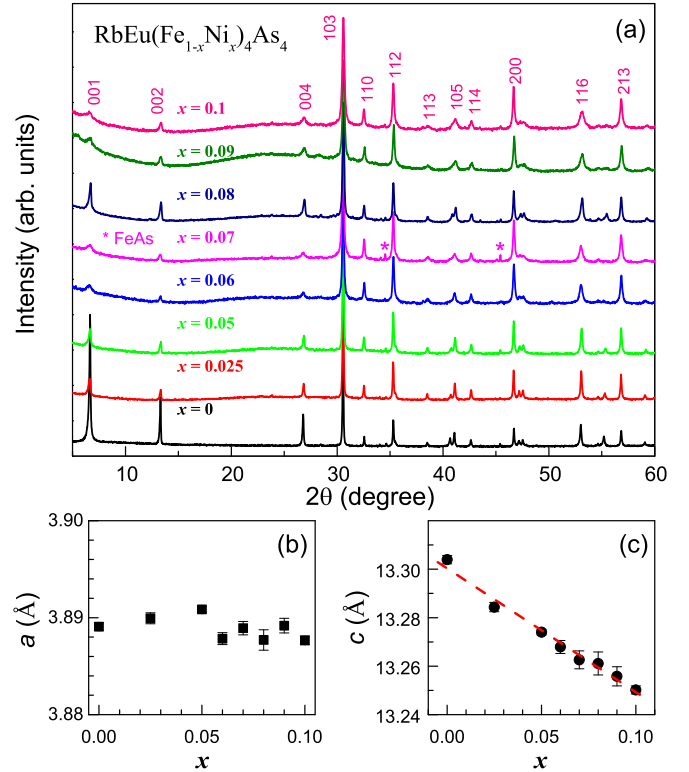 RbEu(Fe1-xNix)4As4
(a)
103
001
002
004
110
112
113
105
114
200
116
213
x = 0.1
x = 0.09
x = 0.08
* FeAs
x = 0.07
*
*
x = 0.06
x = 0.05
x = 0.025
x = 0
Intensity (arb. units)
10 20 30 40 50 60
2θ (degree)
(b)
3.90
3.89
3.88
a (Å)
0.00 0.05 0.10
x
(c)
13.30
13.28
13.26
13.24
c (Å)
0.00 0.05 0.10
x